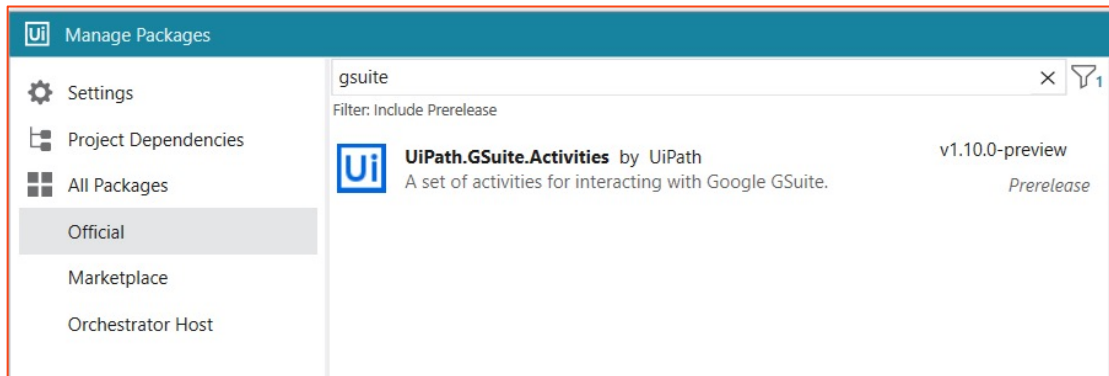 Ui Manage Packages
Settings
Project Dependencies
All Packages
Official
Marketplace
Orchestrator Host
gsuite
1
Filter: Include Prerelease
Ui
UiPath.GSuite.Activities by UiPath
v1.10.0-preview
A set of activities for interacting with Google GSuite.
Prerelease